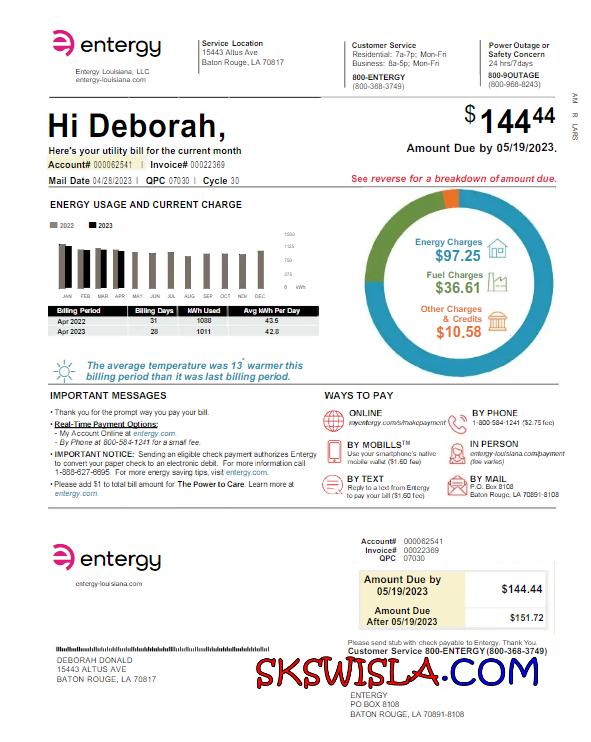 entergy
Entergy Louisiana, LLC
entergy-louisiana.com
Service Location
15443 Altus Ave
Baton Rouge, LA 70817
Customer Service
Residential: 7a-7p; Mon-Fri
Business: 8a-5p; Mon-Fri
800-ENTERGY
(800-368-3749)
Power Outage or
Safety Concern
24 hrs/7days
800-9OUTAGE
(800-968-8243)
AM R LARS
Hi Deborah,
Here's your utility bill for the current month
Account# 000062541 | Invoice# 00022369
Mail Date 04/28/2023 | QPC 07030 | Cycle 30
$144.44
Amount Due by 05/19/2023.
See reverse for a breakdown of amount due.
ENERGY USAGE AND CURRENT CHARGE
2022 2023
1500
1125
750
275
0 kWh
JAN FEB MAR APR MAY JUN JUL AUG SEP OCT NOV DEC
Billing Period Billing Days kWh Used Avg kWh Per Day
Apr 2022 31 1088 43.5
Apr 2023 28 1011 42.8
The average temperature was 13° warmer this
billing period than it was last billing period.
Energy Charges
$97.25
Fuel Charges
$36.61
Other Charges
& Credits
$10.58
IMPORTANT MESSAGES
• Thank you for the prompt way you pay your bill.
• Real-Time Payment Options:
- My Account Online at entergy.com.
- By Phone at 800-584-1241 for a small fee.
• IMPORTANT NOTICE: Sending an eligible check payment authorizes Entergy
to convert your paper check to an electronic debit. For more information call
1-888-627-6695. For more energy saving tips, visit entergy.com.
• Please add $1 to total bill amount for The Power to Care. Learn more at
entergy.com.
WAYS TO PAY
ONLINE
myentergy.com/s/makepayment
BY PHONE
1-800-584-1241 ($2.75 fee)
BY MOBILLS™
Use your smartphone's native
mobile wallet ($1.60 fee)
IN PERSON
entergy-louisiana.com/payment
(fee varies)
BY TEXT
Reply to a text from Entergy
to pay your bill ($1.60 fee)
BY MAIL
P.O. Box 8108
Baton Rouge, LA 70891-8108
entergy
entergy-louisiana.com
Account# 000062541
Invoice# 00022369
QPC 07030
Amount Due by
05/19/2023
$144.44
Amount Due
After 05/19/2023
$151.72
Please send stub with check payable to Entergy. Thank You.
Customer Service 800-ENTERGY(800-368-3749)
DEBORAH DONALD
15443 ALTUS AVE
BATON ROUGE, LA 70817
SKSWISLA.COM
ENTERGY
PO BOX 8108
BATON ROUGE, LA 70891-8108